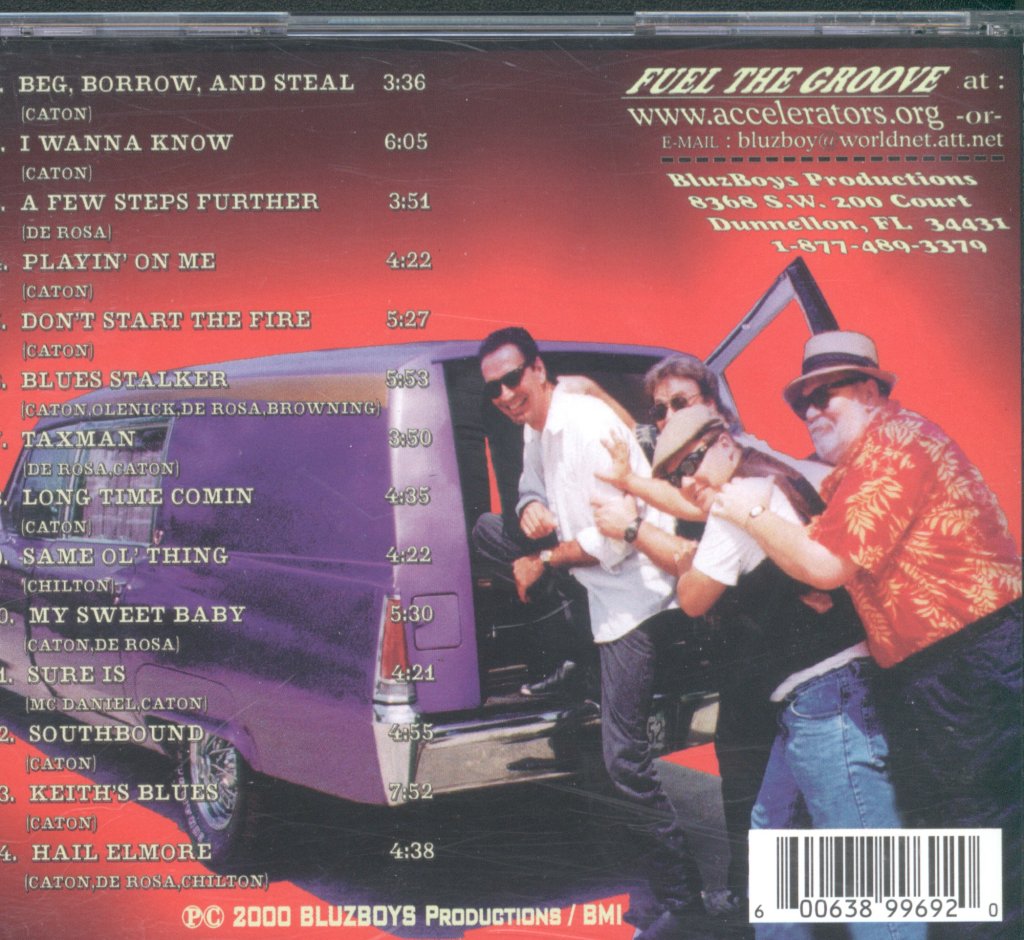 . BEG, BORROW, AND STEAL 3:36
(CATON)
. I WANNA KNOW 6:05
(CATON)
. A FEW STEPS FURTHER 3:51
(DE ROSA)
. PLAYIN' ON ME 4:22
(CATON)
. DON'T START THE FIRE 5:27
(CATON)
. BLUES STALKER 5:53
(CATON,OLENICK,DE ROSA,BROWNING)
. TAXMAN 3:50
(DE ROSA,CATON)
. LONG TIME COMIN 4:35
(CATON)
. SAME OL' THING 4:22
(CHILTON)
0. MY SWEET BABY 5:30
(CATON,DE ROSA)
1. SURE IS 4:21
(MC DANIEL,CATON)
2. SOUTHBOUND 4:55
(CATON)
3. KEITH'S BLUES 7:52
(CATON)
4. HAIL ELMORE 4:38
(CATON,DE ROSA,CHILTON)
FUEL THE GROOVE at :
www.accelerators.org -or-
E-MAIL : bluzboy@worldnet.att.net
BluzBoys Productions
8368 S.W. 200 Court
Dunnellon, FL 34431
1-877-489-3379
℗© 2000 BLUZBOYS PRODUCTIONS / BMI
6 00638 99692 0